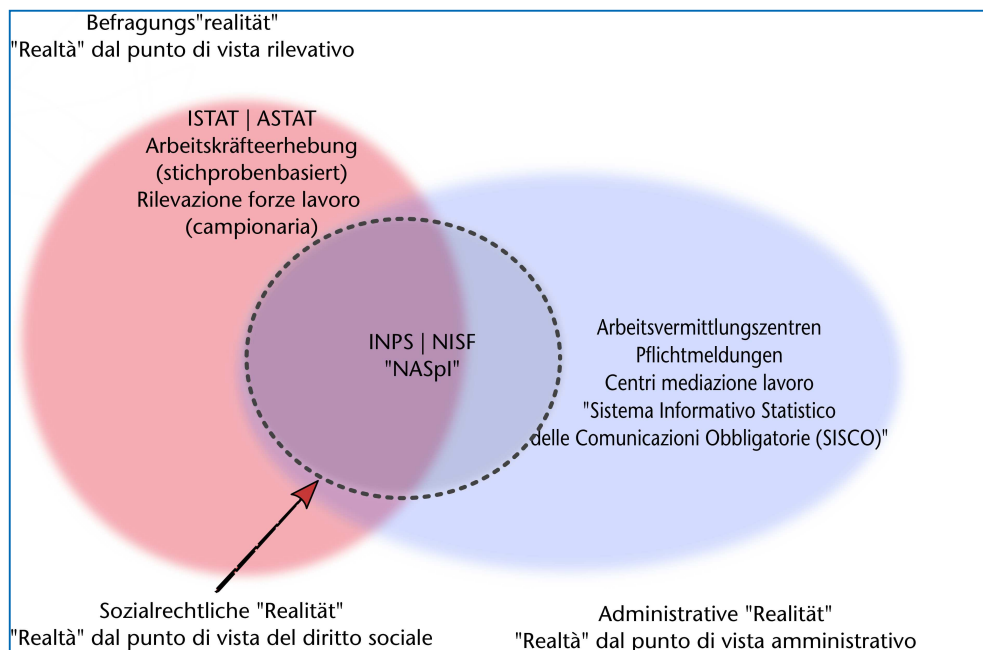 Befragungs"realität"
"Realtà" dal punto di vista rilevativo
ISTAT | ASTAT
Arbeitskräfteerhebung
(stichprobenbasiert)
Rilevazione forze lavoro
(campionaria)
INPS | NISF
"NASpI"
Arbeitsvermittlungszentren
Pflichtmeldungen
Centri mediazione lavoro
"Sistema Informativo Statistico
delle Comunicazioni Obbligatorie (SISCO)"
Sozialrechtliche "Realität"
"Realtà" dal punto di vista del diritto sociale
Administrative "Realität"
"Realtà" dal punto di vista amministrativo